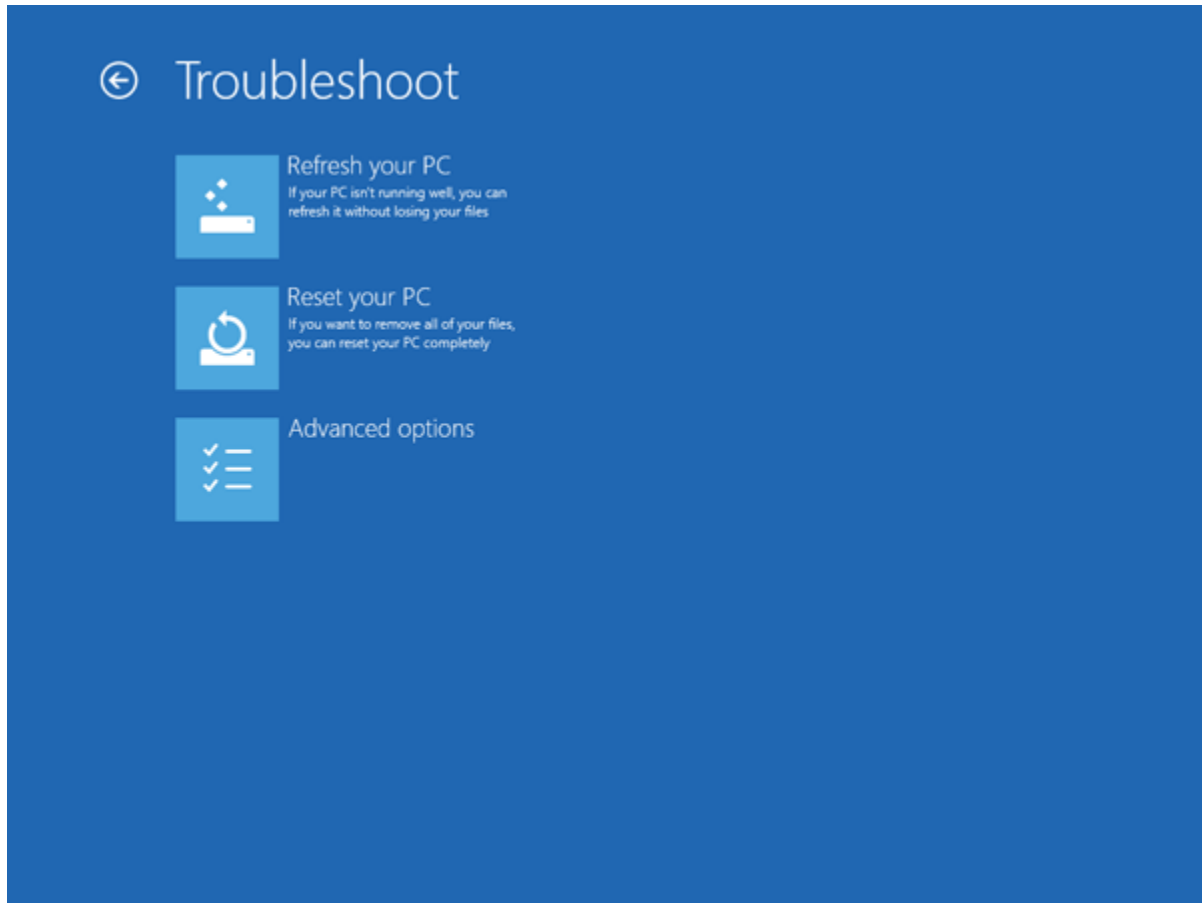 Troubleshoot
Refresh your PC
If your PC isn't running well, you can
refresh it without losing your files
Reset your PC
If you want to remove all of your files,
you can reset your PC completely
Advanced options